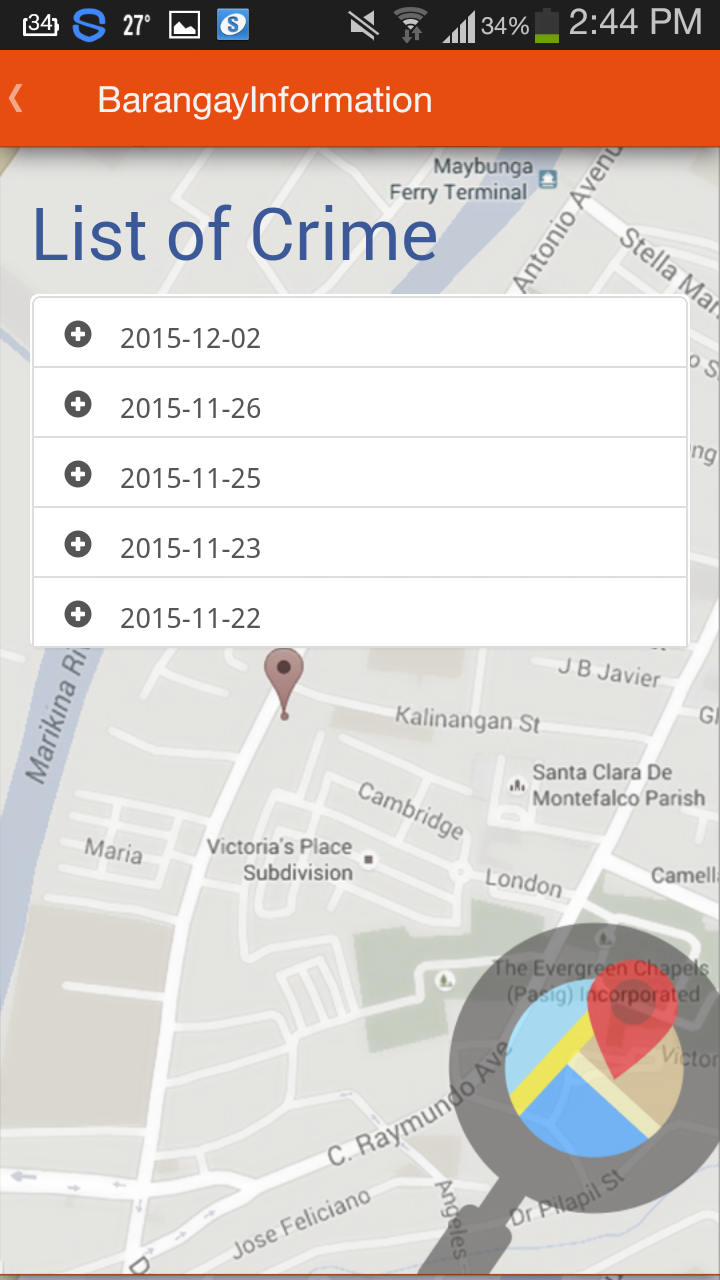 34
27°
34%
2:44 PM
BarangayInformation
Maybunga
Ferry Terminal
Antonio Avenu
Stella Mar
List of Crime
2015-12-02
2015-11-26
2015-11-25
2015-11-23
2015-11-22
ng
Marikina Ri
J B Javier
Kalinangan St
Gl
Santa Clara De
Montefalco Parish
Cambridge
Maria
Victoria's Place
Subdivision
London
Camella
The Evergreen Chapels
(Pasig) Incorporated
Victor
C. Raymundo Ave
Angeles
Dr Pilapil St
Jose Feliciano
D